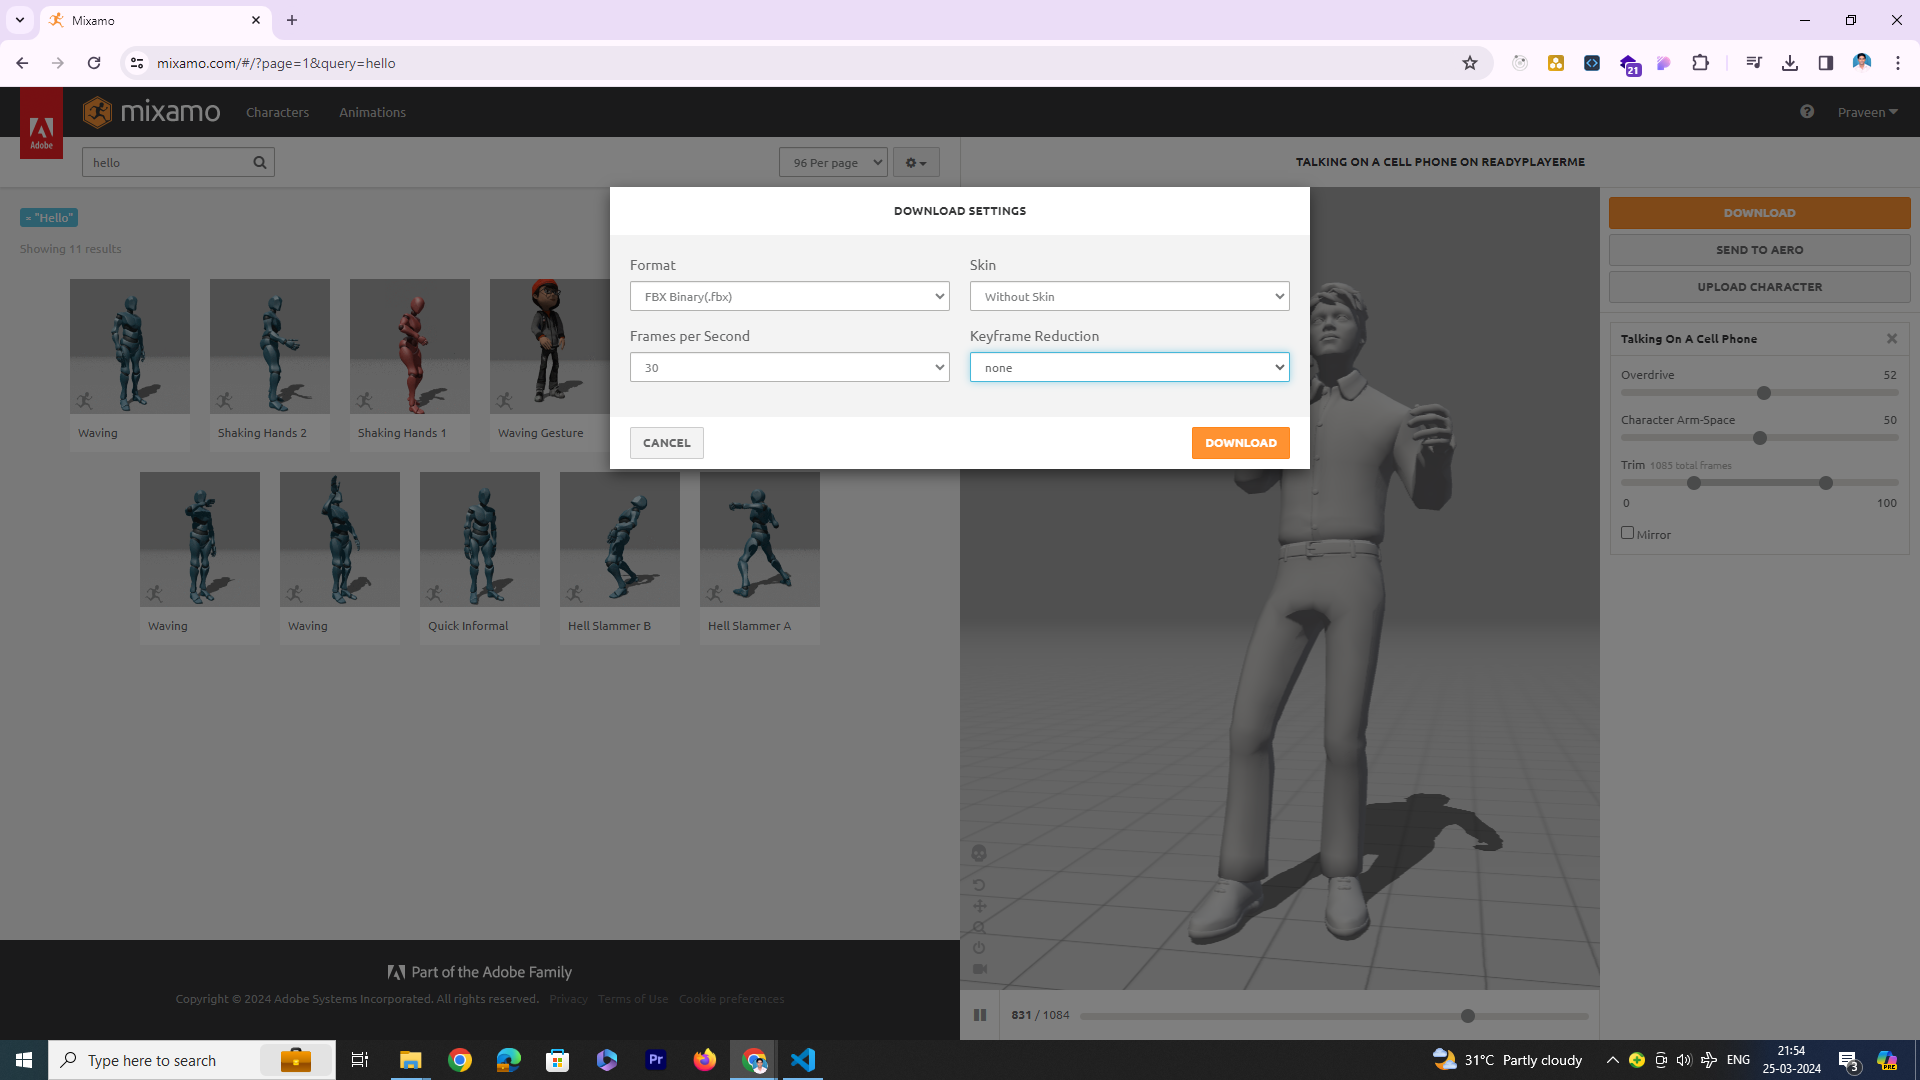 Mixamo
mixamo.com/#/?page=1&query=hello
21
Adobe
mixamo
Characters
Animations
Praveen
hello
96 Per page
TALKING ON A CELL PHONE ON READYPLAYERME
× "Hello"
Showing 11 results
DOWNLOAD SETTINGS
Format
Skin
FBX Binary(.fbx)
Without Skin
Frames per Second
Keyframe Reduction
30
none
CANCEL
DOWNLOAD
DOWNLOAD
SEND TO AERO
UPLOAD CHARACTER
Talking On A Cell Phone
Overdrive 52
Character Arm-Space 50
Trim 1085 total frames
0 100
Mirror
Waving
Shaking Hands 2
Shaking Hands 1
Waving Gesture
Waving
Waving
Quick Informal
Hell Slammer B
Hell Slammer A
Part of the Adobe Family
Copyright © 2024 Adobe Systems Incorporated. All rights reserved. Privacy Terms of Use Cookie preferences
831 / 1084
Type here to search
Pr
31°C Partly cloudy
ENG
21:54
25-03-2024
3
PRE